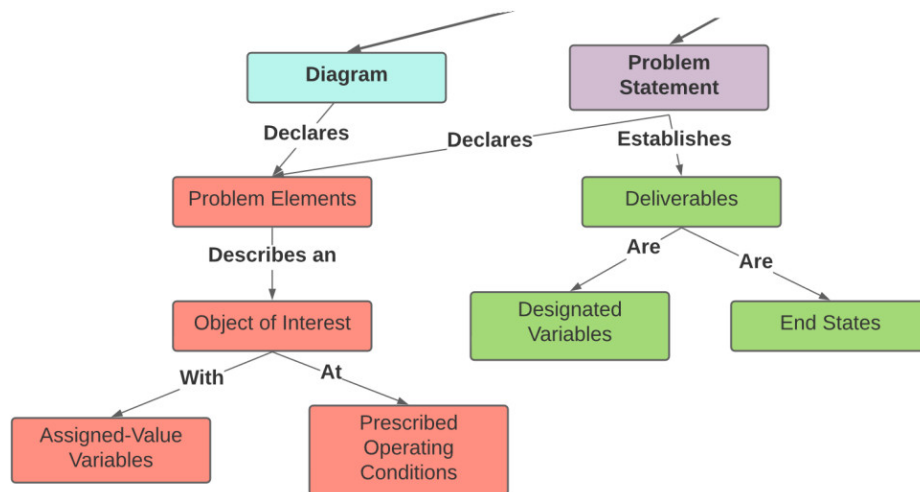 Diagram
Problem
Statement
Declares
Declares
Establishes
Problem Elements
Deliverables
Describes an
Are
Are
Object of Interest
Designated
Variables
End States
With
At
Assigned-Value
Variables
Prescribed
Operating
Conditions